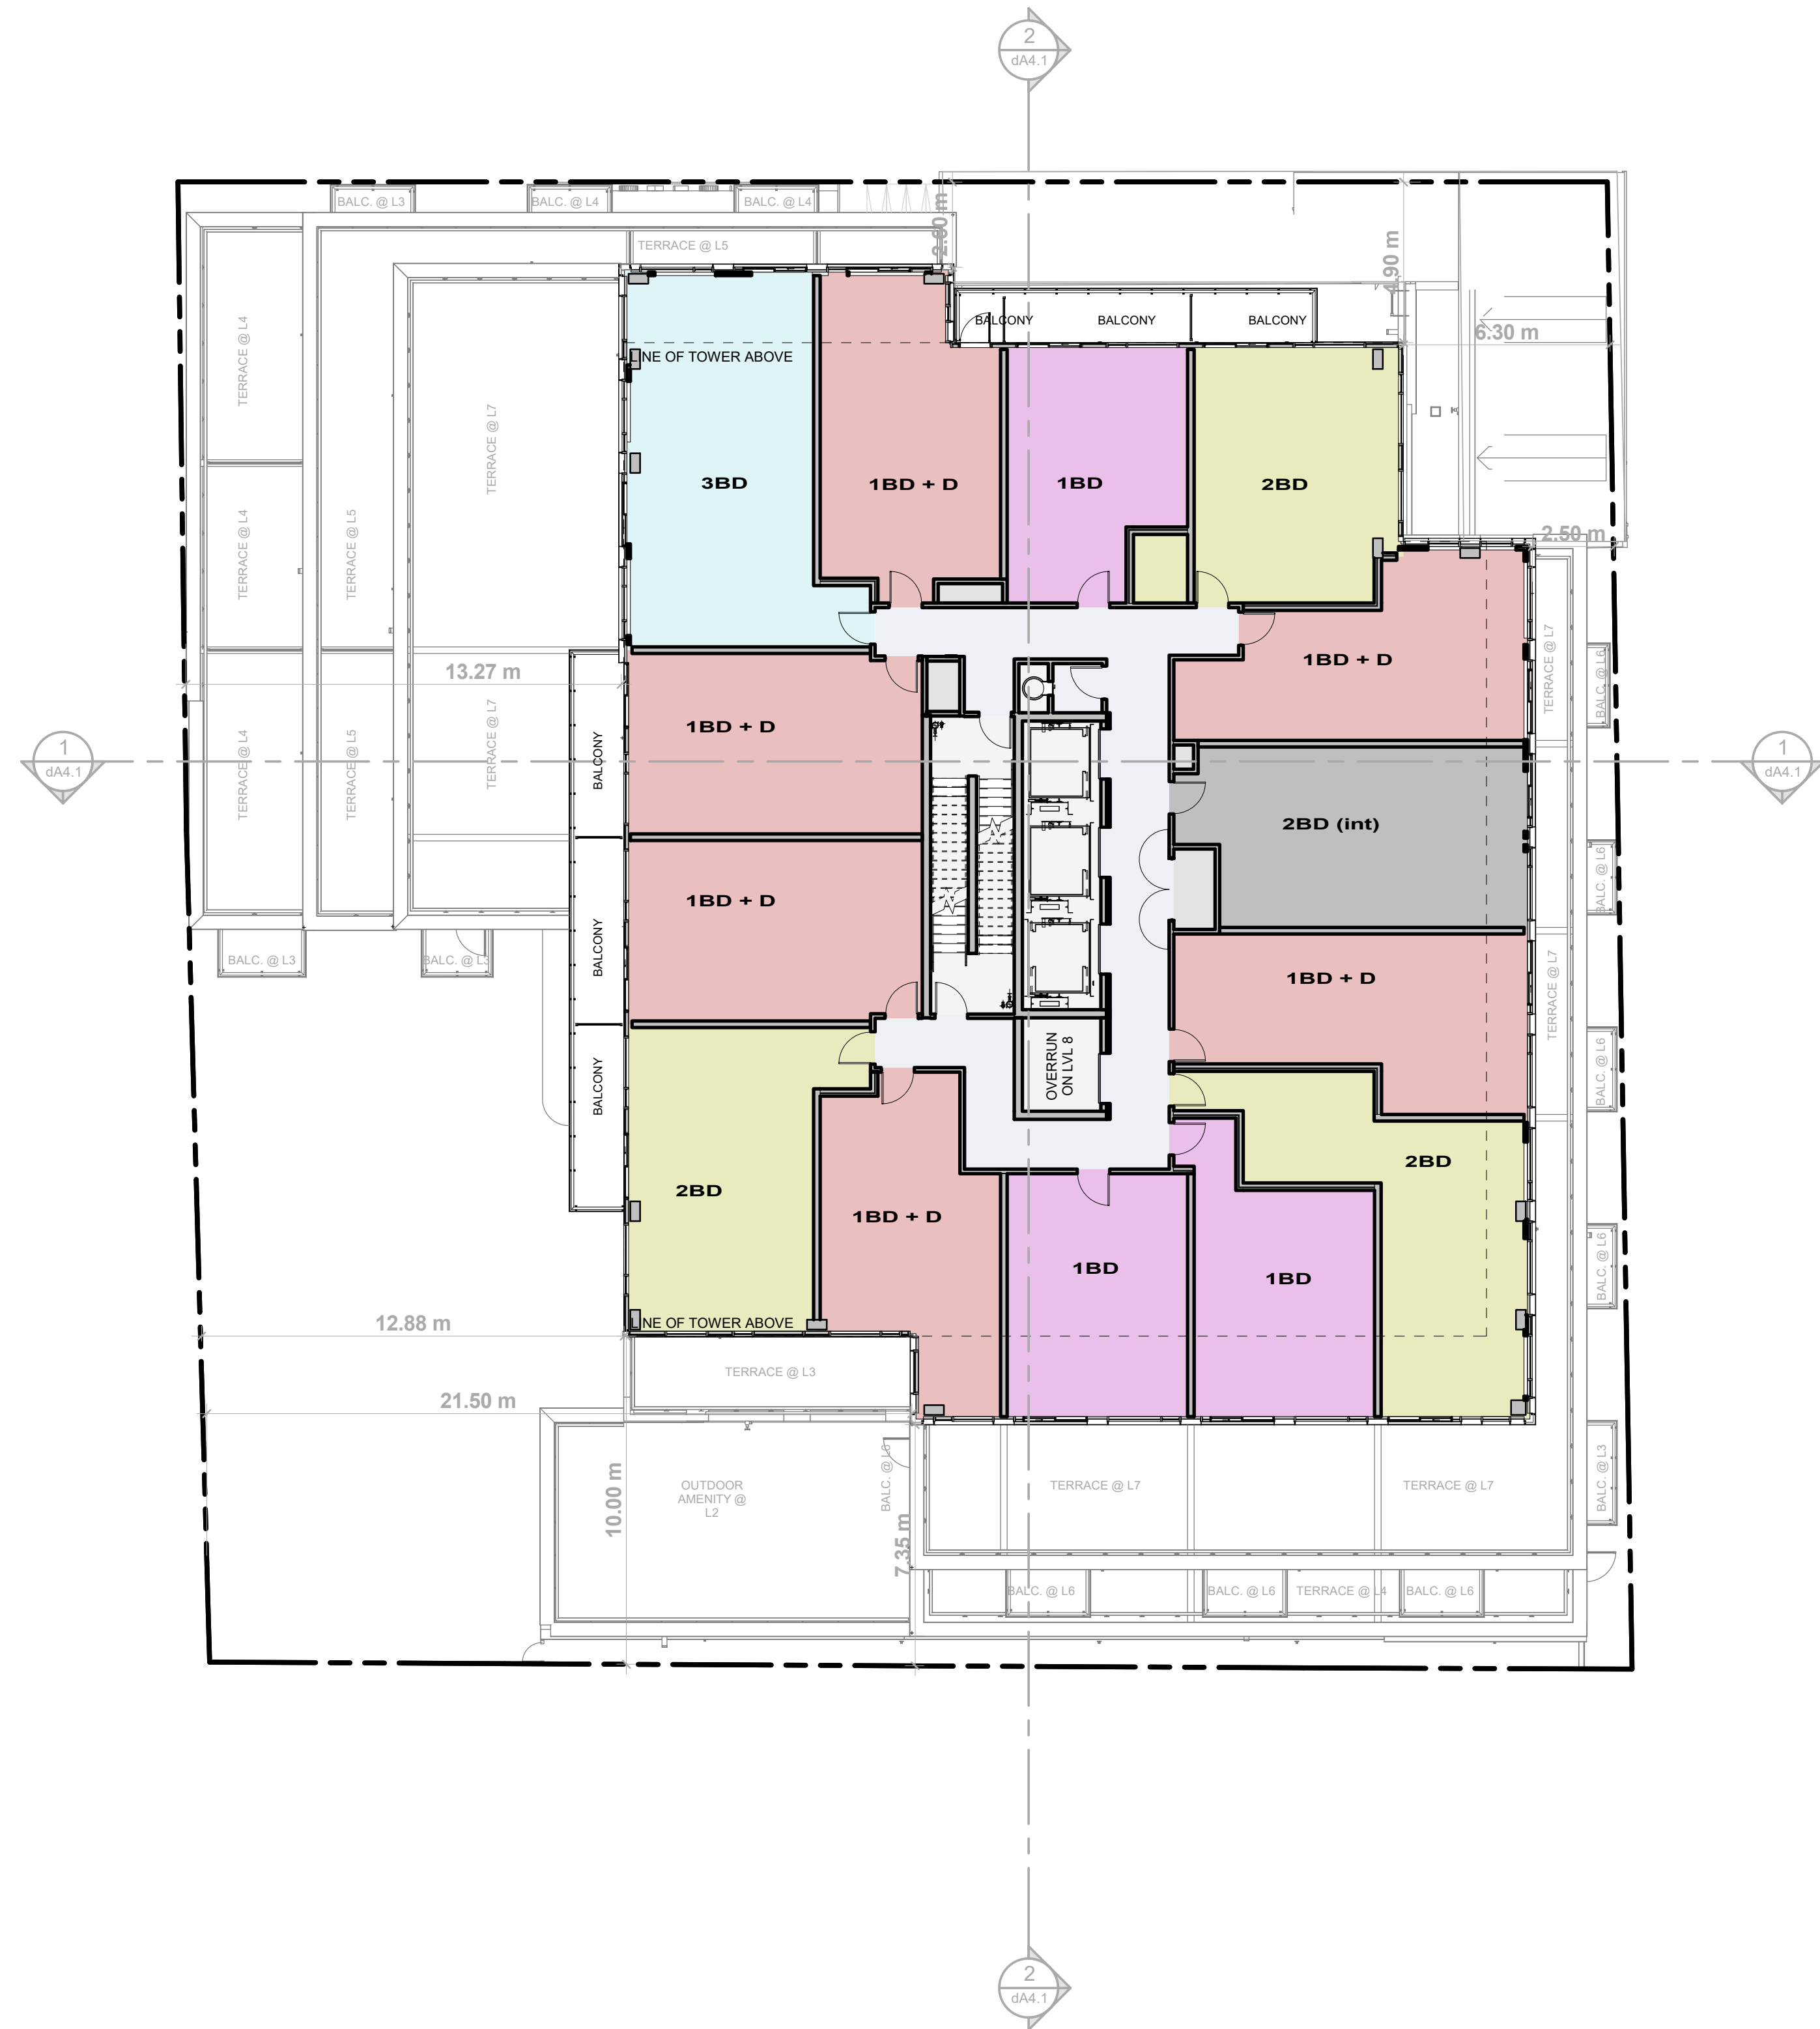 2
dA4.1
BALC. @ L3
BALC. @ L4
BALC. @ L4
TERRACE @ L5
2.60 m
1.90 m
6.30 m
BALCONY
BALCONY
BALCONY
LINE OF TOWER ABOVE
TERRACE @ L4
TERRACE @ L7
3BD
1BD + D
1BD
2BD
2.50 m
TERRACE @ L4
TERRACE @ L5
13.27 m
1BD + D
TERRACE @ L7
BALC. @ L6
1BD + D
1
dA4.1
TERRACE @ L4
TERRACE @ L5
TERRACE @ L7
BALCONY
1
dA4.1
2BD (int)
1BD + D
BALC. @ L6
BALC. @ L3
BALC. @ L3
BALCONY
1BD + D
TERRACE @ L7
OVERRUN
ON LVL 8
BALCONY
BALC. @ L6
2BD
2BD
1BD + D
1BD
1BD
BALC. @ L6
12.88 m
LINE OF TOWER ABOVE
TERRACE @ L3
21.50 m
10.00 m
OUTDOOR
AMENITY @
L2
TERRACE @ L7
TERRACE @ L7
BALC. @ L3
7.35 m
BALC. @ L6
BALC. @ L6
TERRACE @ L4
BALC. @ L6
2
dA4.1